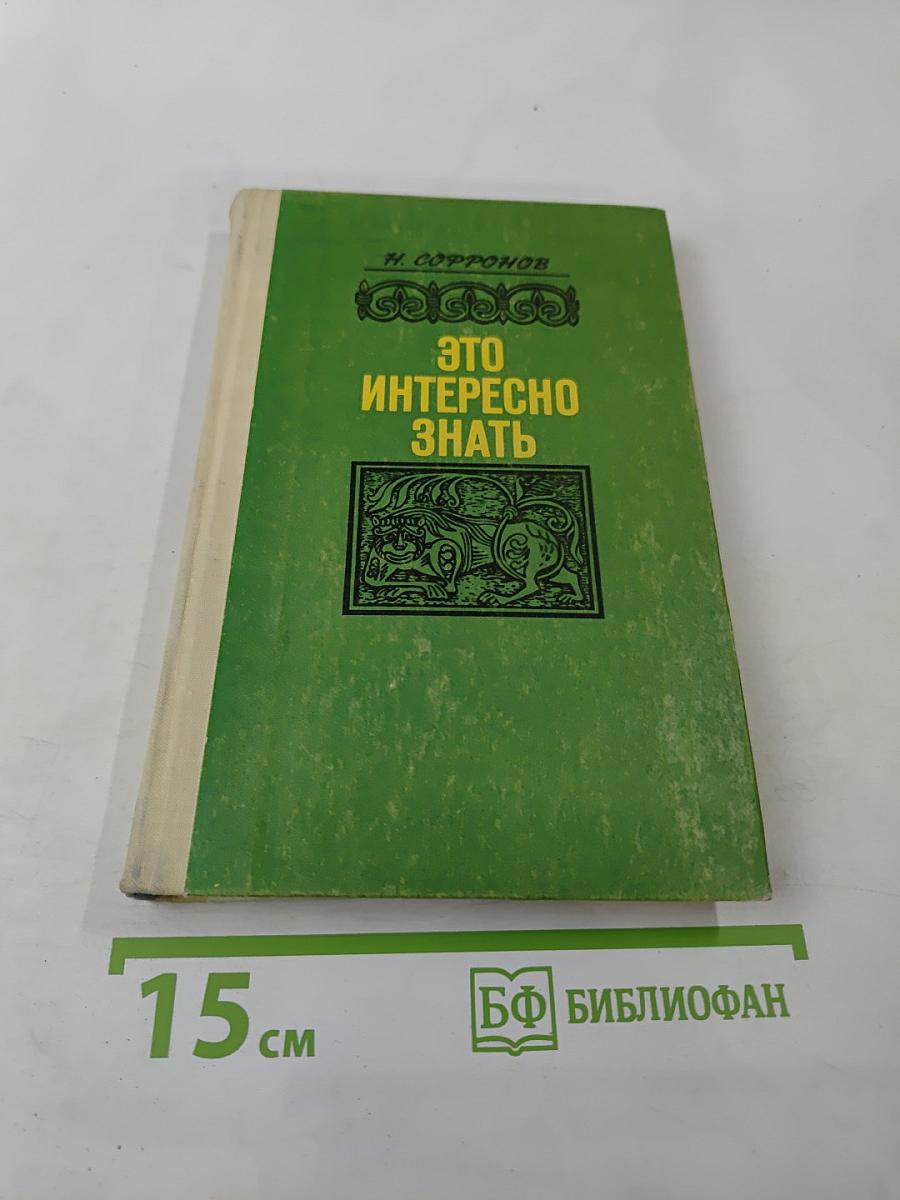 Н. СОФРОНОВ
ЭТО
ИНТЕРЕСНО
ЗНАТЬ
15 см
БФ БИБЛИОФАН